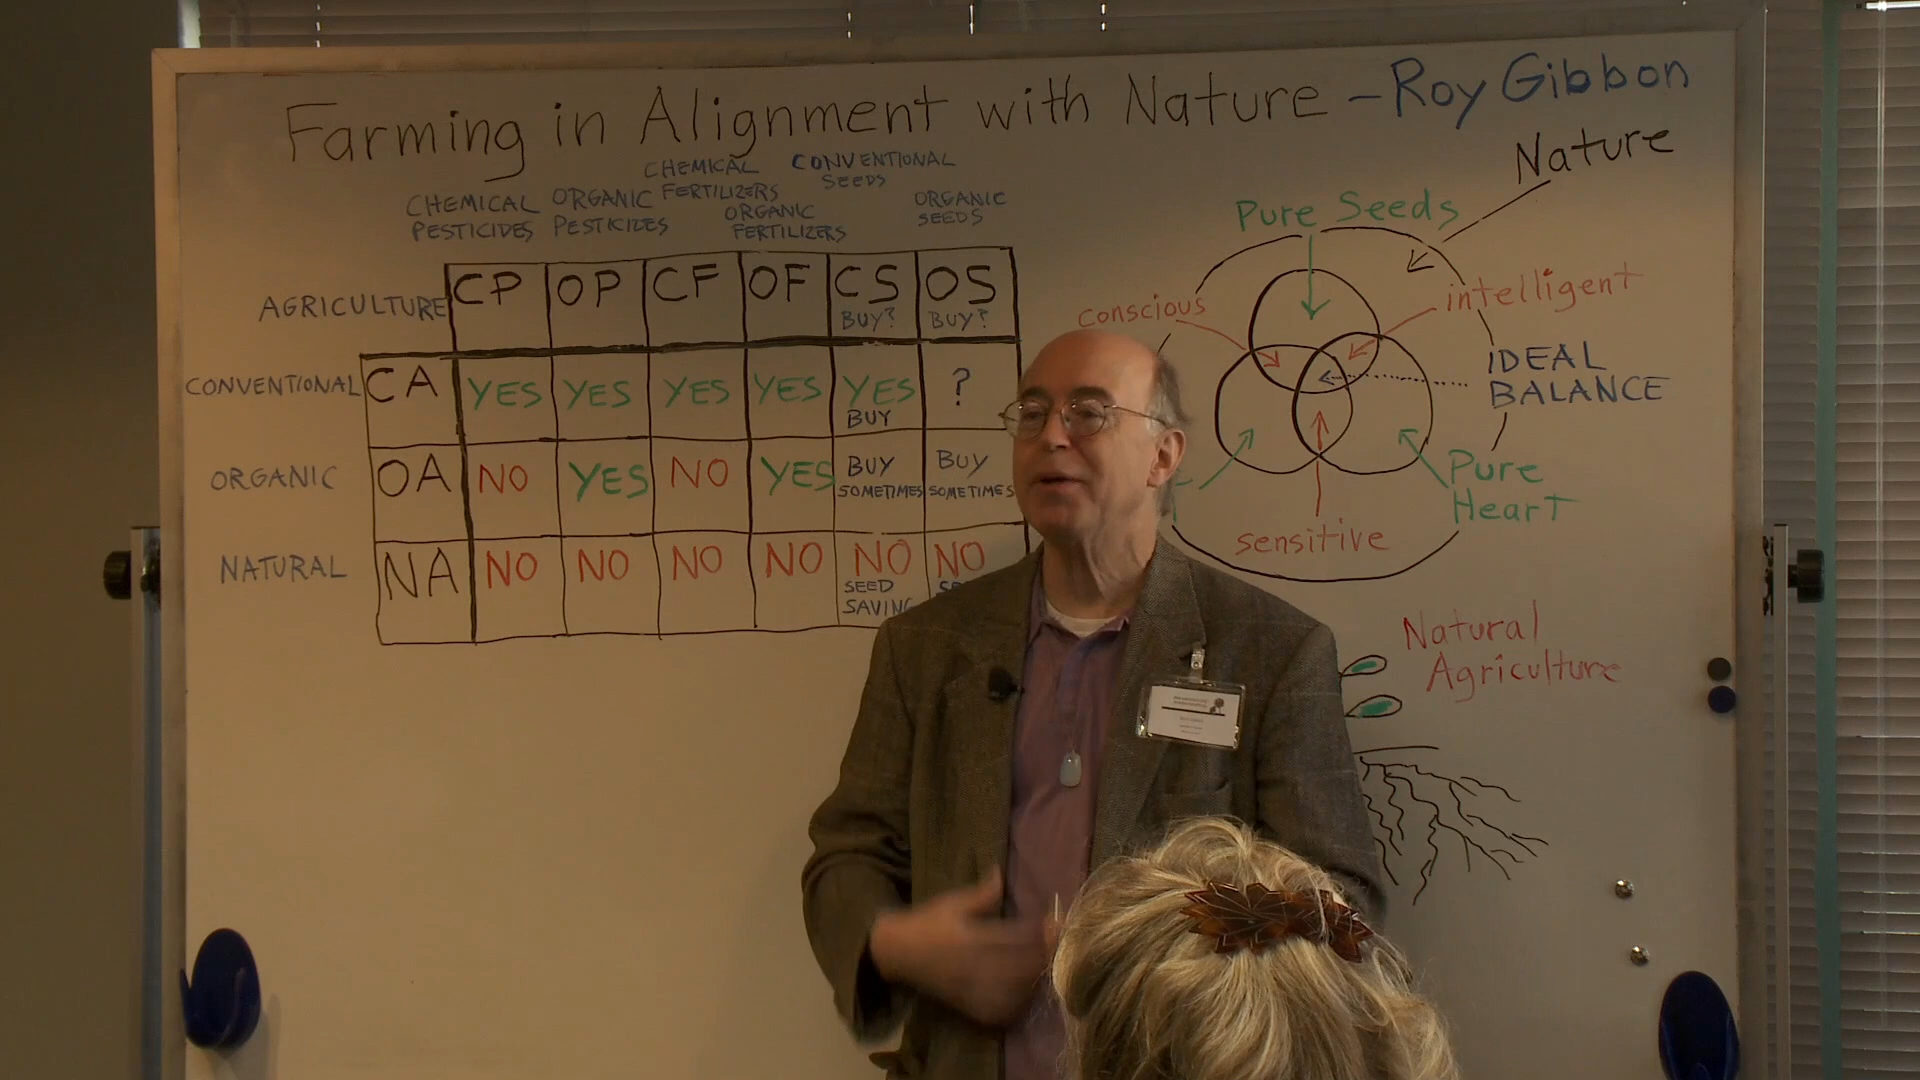 Farming in Alignment with Nature - Roy Gibbon
CHEMICAL
PESTICIDES
ORGANIC
PESTICIDES
CHEMICAL
FERTILIZERS
ORGANIC
FERTILIZERS
CONVENTIONAL
SEEDS
ORGANIC
SEEDS
AGRICULTURE CP OP CF OF CS OS
BUY? BUY?
CONVENTIONAL CA YES YES YES YES YES ?
BUY
ORGANIC OA NO YES NO YES BUY BUY
SOMETIMES SOMETIMES
NATURAL NA NO NO NO NO NO NO
SEED
SAVING
Nature
Pure Seeds
conscious
intelligent
IDEAL
BALANCE
Pure
Heart
sensitive
Natural
Agriculture